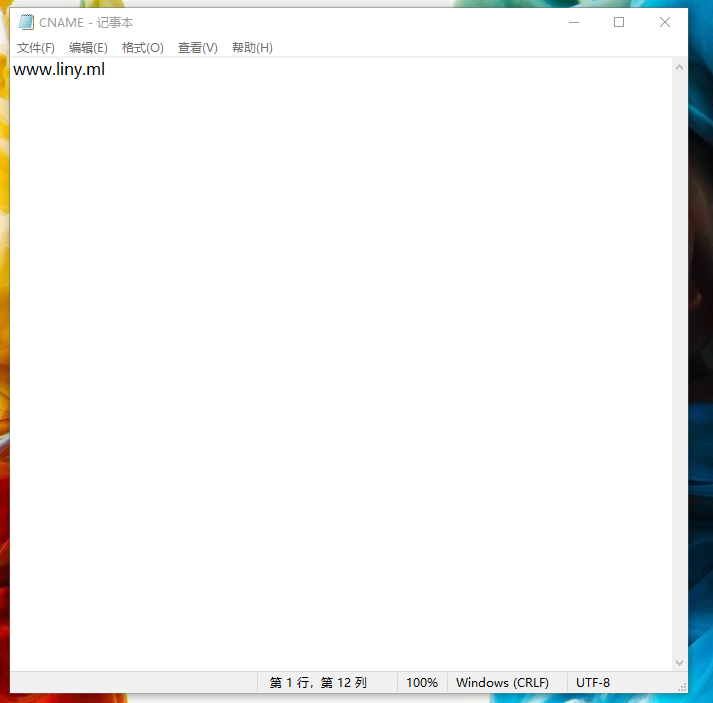 CNAME - 记事本
文件(F) 编辑(E) 格式(O) 查看(V) 帮助(H)
www.liny.ml
第 1 行，第 12 列 100% Windows (CRLF) UTF-8